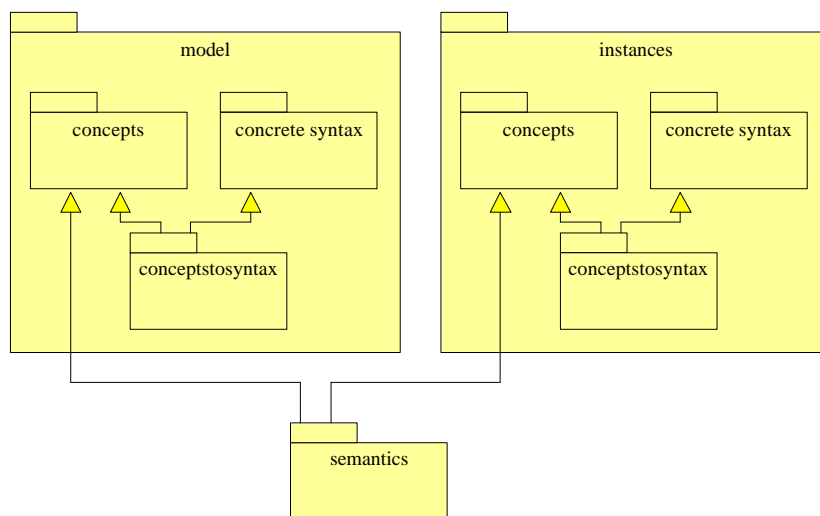 model
instances
concepts
concrete syntax
concepts
concrete syntax
conceptstosyntax
conceptstosyntax
semantics